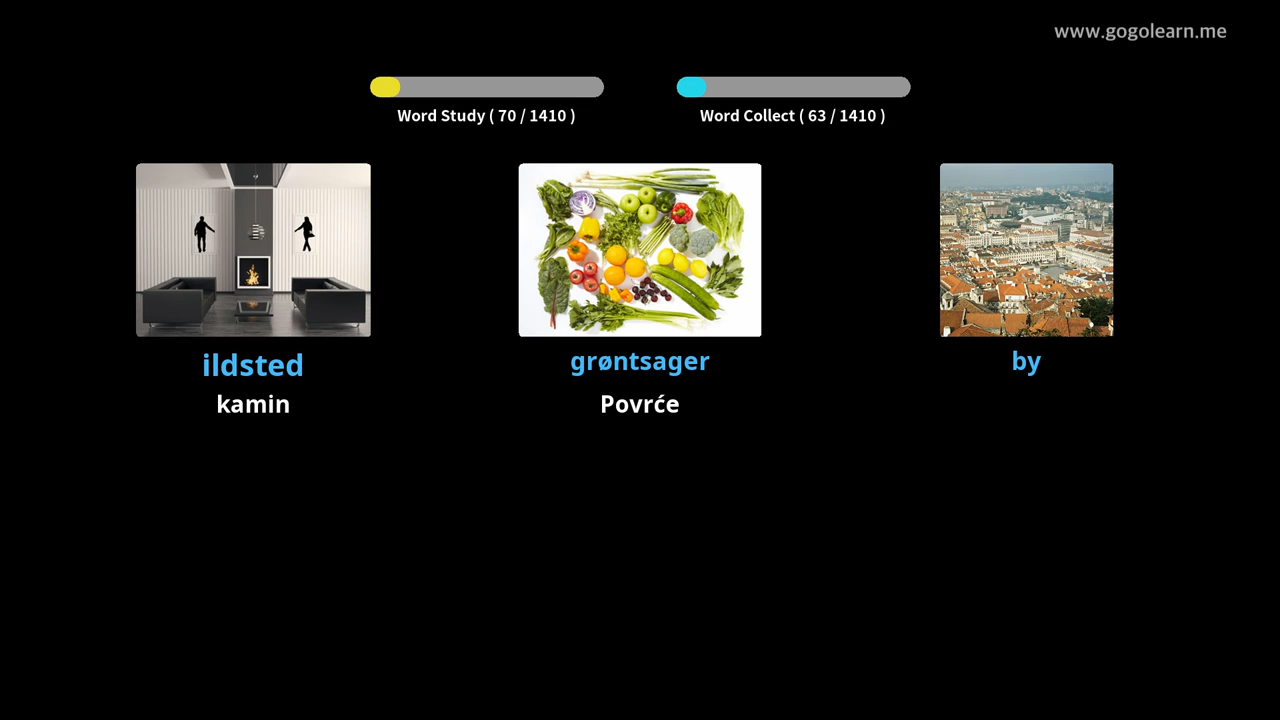 www.gogolearn.me
Word Study ( 70 / 1410 )
Word Collect ( 63 / 1410 )
ildsted
grøntsager
by
kamin
Povrće